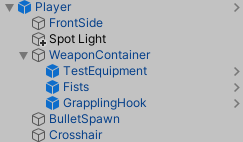 Player
FrontSide
Spot Light
WeaponContainer
TestEquipment
Fists
GrapplingHook
BulletSpawn
Crosshair